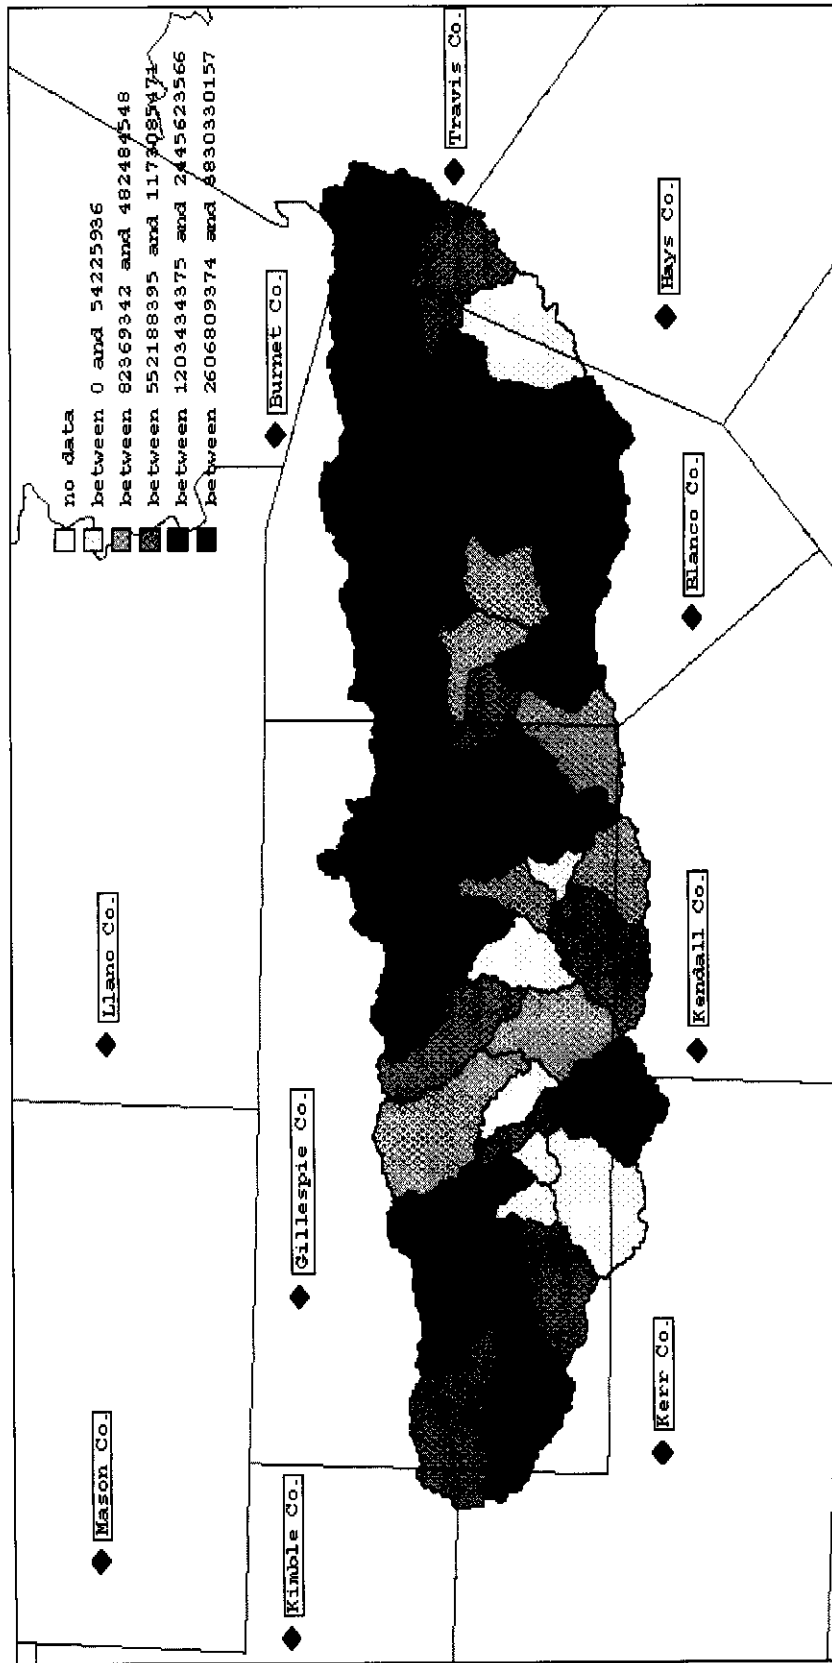 no data
between 0 and 54225936
between 82369342 and 482484548
between 552188395 and 1173085471
between 1203434375 and 2445623566
between 2606809374 and 8830330157
Mason Co.
Llano Co.
Burnet Co.
Kimble Co.
Gillespie Co.
Travis Co.
Kerr Co.
Kendall Co.
Blanco Co.
Hays Co.